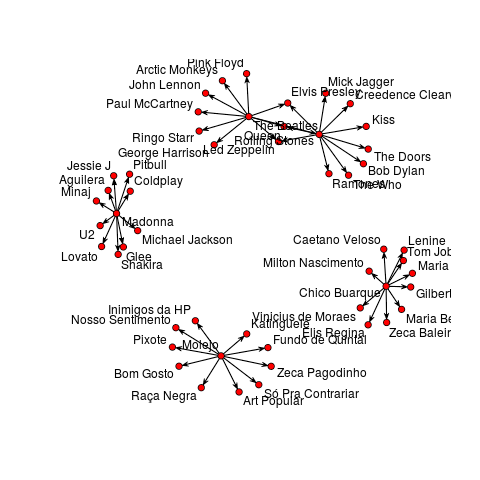 Pink Floyd
Arctic Monkeys
John Lennon
Mick Jagger
Elvis Presley
Creedence Clearw
Paul McCartney
Kiss
The Beatles
Ringo Starr
Queen
Rolling Stones
George Harrison
Led Zeppelin
The Doors
Bob Dylan
Ramones
The Who
Jessie J
Pitbull
Aguilera
Coldplay
Minaj
Madonna
U2
Michael Jackson
Lovato
Glee
Shakira
Caetano Veloso
Lenine
Tom Job
Milton Nascimento
Maria
Chico Buarque
Gilbert
Vinicius de Moraes
Maria Be
Elis Regina
Zeca Baleir
Inimigos da HP
Nosso Sentimento
Katinguelê
Pixote
Molejo
Fundo de Quintal
Bom Gosto
Zeca Pagodinho
Raça Negra
Só Pra Contrariar
Art Popular